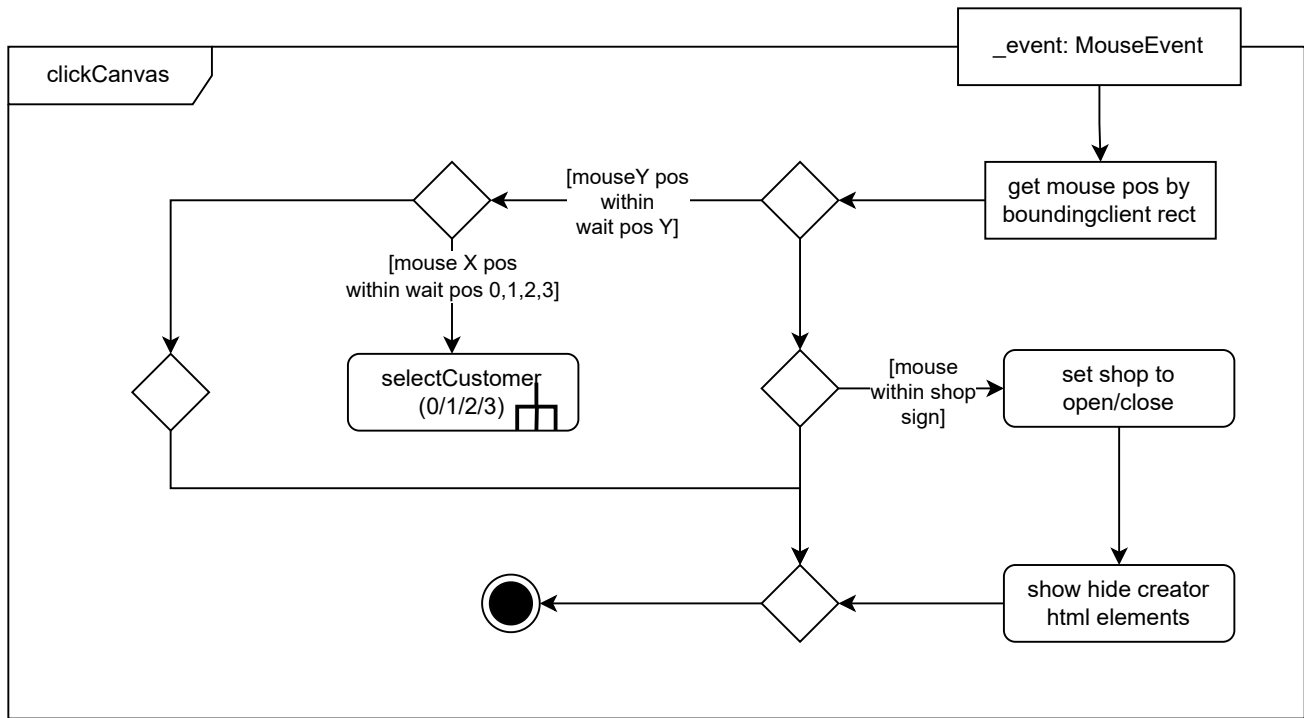 _event: MouseEvent
clickCanvas
get mouse pos by
boundingclient rect
[mouseY pos
within
wait pos Y]
[mouse X pos
within wait pos 0,1,2,3]
selectCustomer
(0/1/2/3)
[mouse
within shop
sign]
set shop to
open/close
show hide creator
html elements